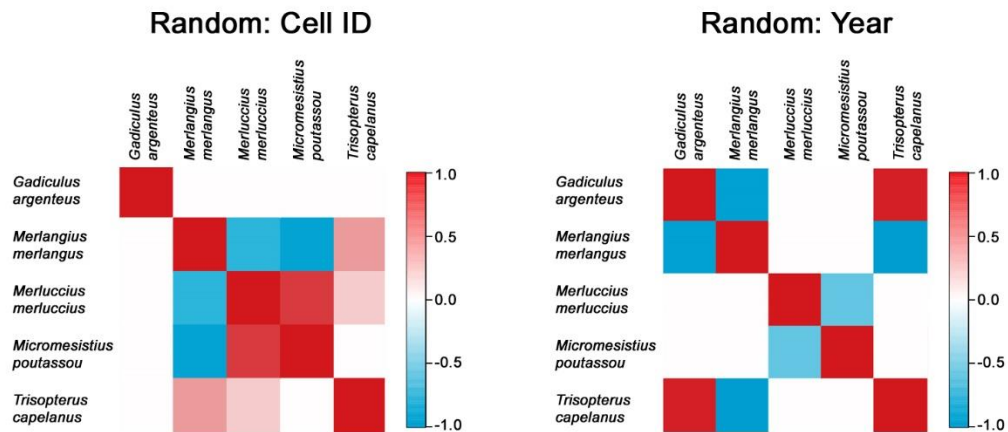 Random: Cell ID
Gadiculus
argenteus
Merlangius
merlangus
Merluccius
merluccius
Micromesistius
poutassou
Trisopterus
capelanus
Gadiculus
argenteus
Merlangius
merlangus
Merluccius
merluccius
Micromesistius
poutassou
Trisopterus
capelanus
1.0
0.5
0.0
-0.5
-1.0
Random: Year
Gadiculus
argenteus
Merlangius
merlangus
Merluccius
merluccius
Micromesistius
poutassou
Trisopterus
capelanus
Gadiculus
argenteus
Merlangius
merlangus
Merluccius
merluccius
Micromesistius
poutassou
Trisopterus
capelanus
1.0
0.5
0.0
-0.5
-1.0